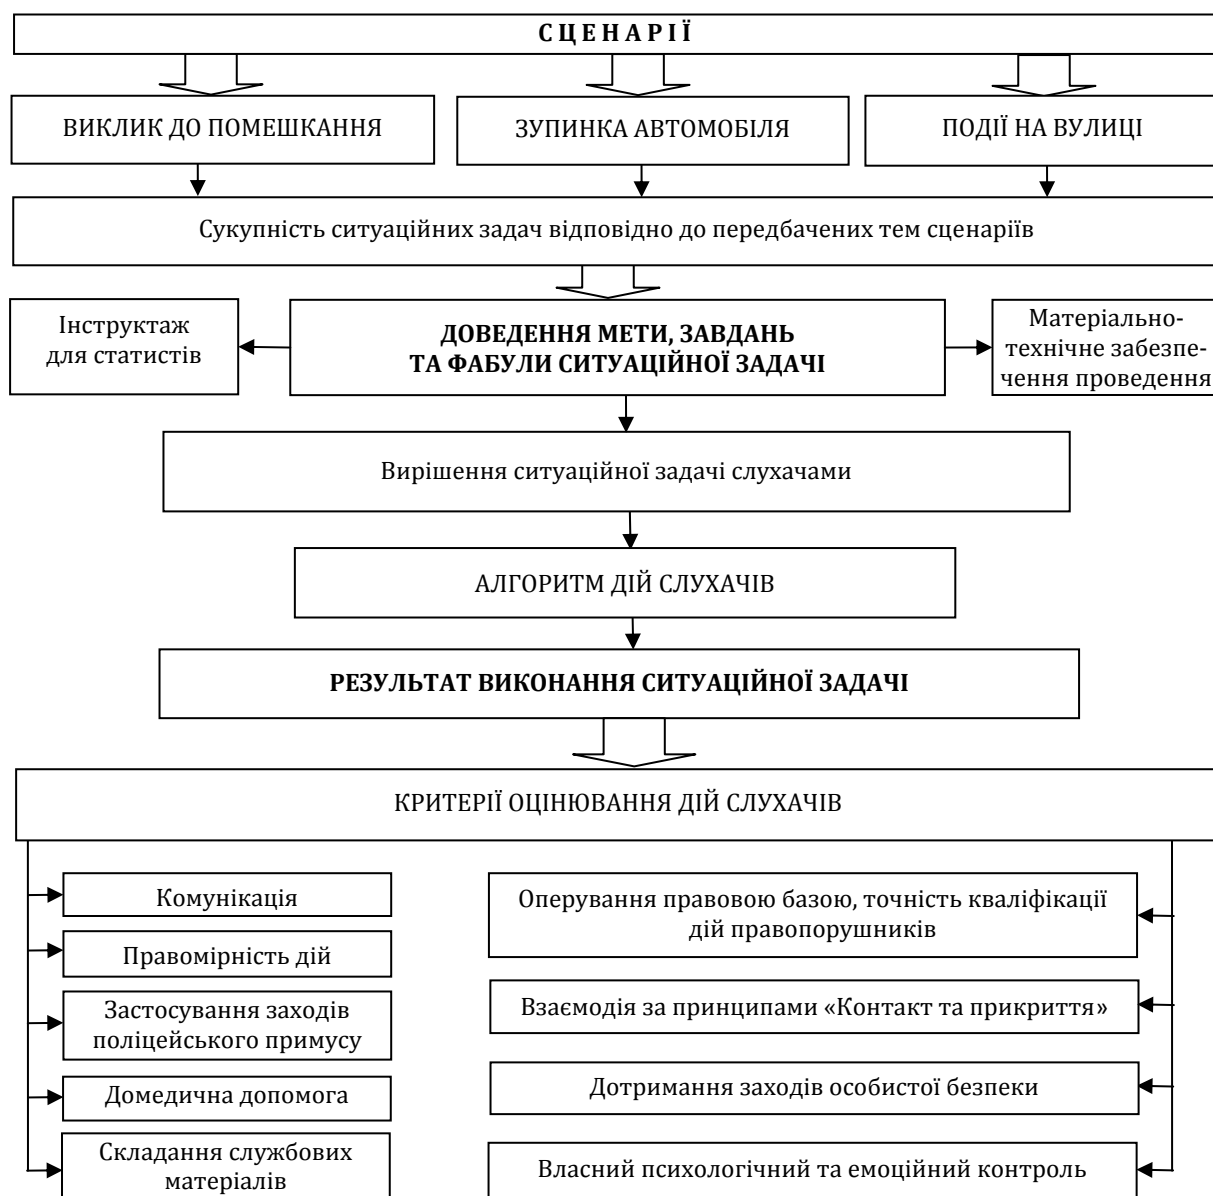 СЦЕНАРІЇ
ВИКЛИК ДО ПОМЕШКАННЯ
ЗУПИНКА АВТОМОБІЛЯ
ПОДІЇ НА ВУЛИЦІ
Сукупність ситуаційних задач відповідно до передбачених тем сценаріїв
Інструктаж
для статистів
ДОВЕДЕННЯ МЕТИ, ЗАВДАНЬ
ТА ФАБУЛИ СИТУАЦІЙНОЇ ЗАДАЧІ
Матеріально-
технічне забезпе-
чення проведення
Вирішення ситуаційної задачі слухачами
АЛГОРИТМ ДІЙ СЛУХАЧІВ
РЕЗУЛЬТАТ ВИКОНАННЯ СИТУАЦІЙНОЇ ЗАДАЧІ
КРИТЕРІЇ ОЦІНЮВАННЯ ДІЙ СЛУХАЧІВ
Комунікація
Правомірність дій
Застосування заходів
поліцейського примусу
Домедична допомога
Складання службових
матеріалів
Оперування правовою базою, точність кваліфікації
дій правопорушників
Взаємодія за принципами «Контакт та прикриття»
Дотримання заходів особистої безпеки
Власний психологічний та емоційний контроль